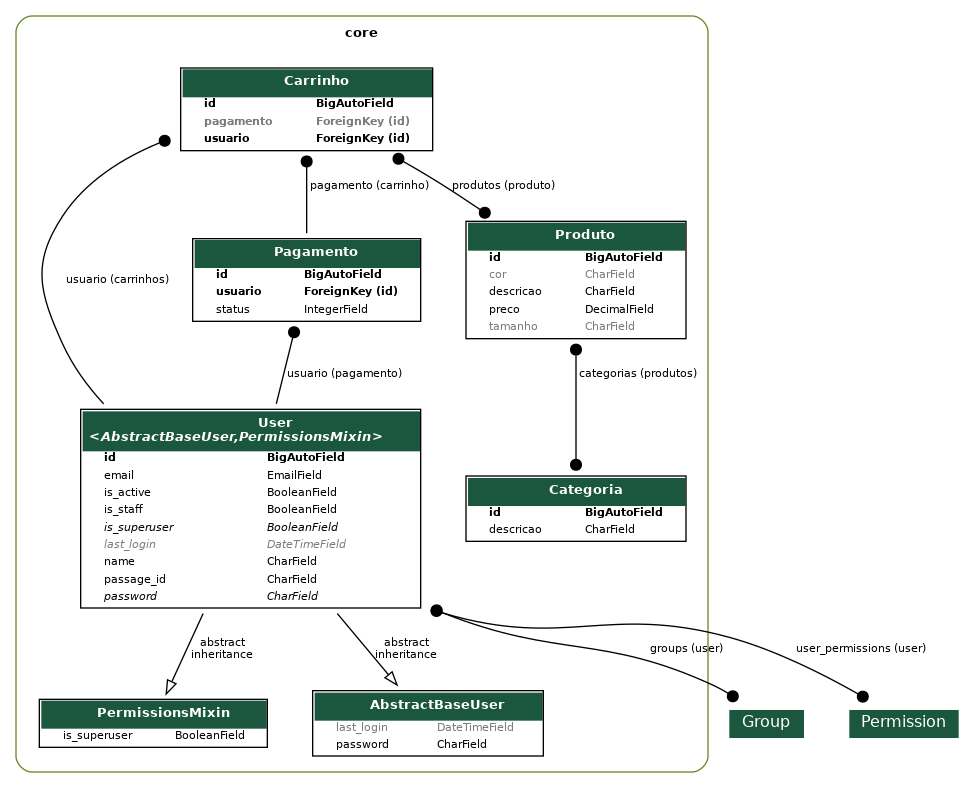 core
Carrinho
id BigAutoField
pagamento ForeignKey (id)
usuario ForeignKey (id)
pagamento (carrinho)
produtos (produto)
usuario (carrinhos)
Pagamento
id BigAutoField
usuario ForeignKey (id)
status IntegerField
Produto
id BigAutoField
cor CharField
descricao CharField
preco DecimalField
tamanho CharField
usuario (pagamento)
categorias (produtos)
User
<AbstractBaseUser,PermissionsMixin>
id BigAutoField
email EmailField
is_active BooleanField
is_staff BooleanField
is_superuser BooleanField
last_login DateTimeField
name CharField
passage_id CharField
password CharField
Categoria
id BigAutoField
descricao CharField
abstract
inheritance
abstract
inheritance
groups (user)
user_permissions (user)
PermissionsMixin
is_superuser BooleanField
AbstractBaseUser
last_login DateTimeField
password CharField
Group
Permission